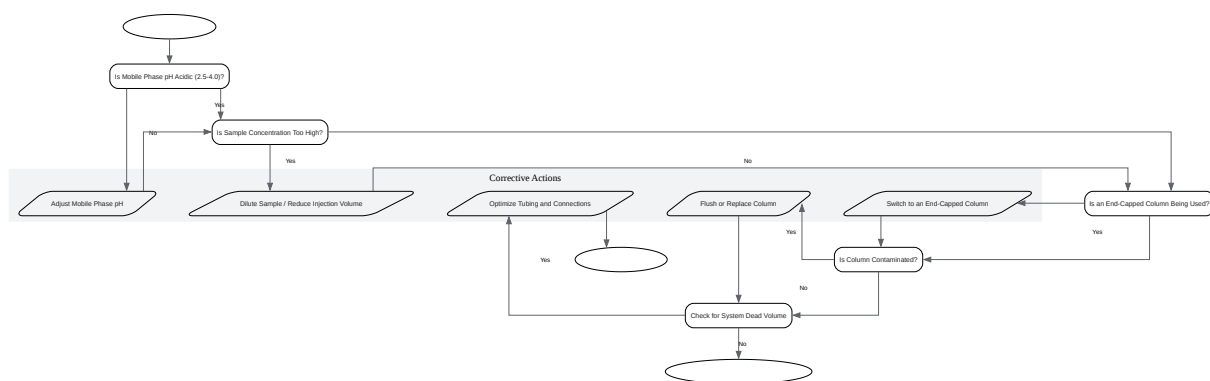 Is Mobile Phase pH Acidic (2.5-4.0)?
Yes
No
Is Sample Concentration Too High?
Yes
No
Corrective Actions
Adjust Mobile Phase pH
Dilute Sample / Reduce Injection Volume
Optimize Tubing and Connections
Flush or Replace Column
Switch to an End-Capped Column
Is an End-Capped Column Being Used?
Yes
Yes
Yes
Is Column Contaminated?
No
Check for System Dead Volume
No